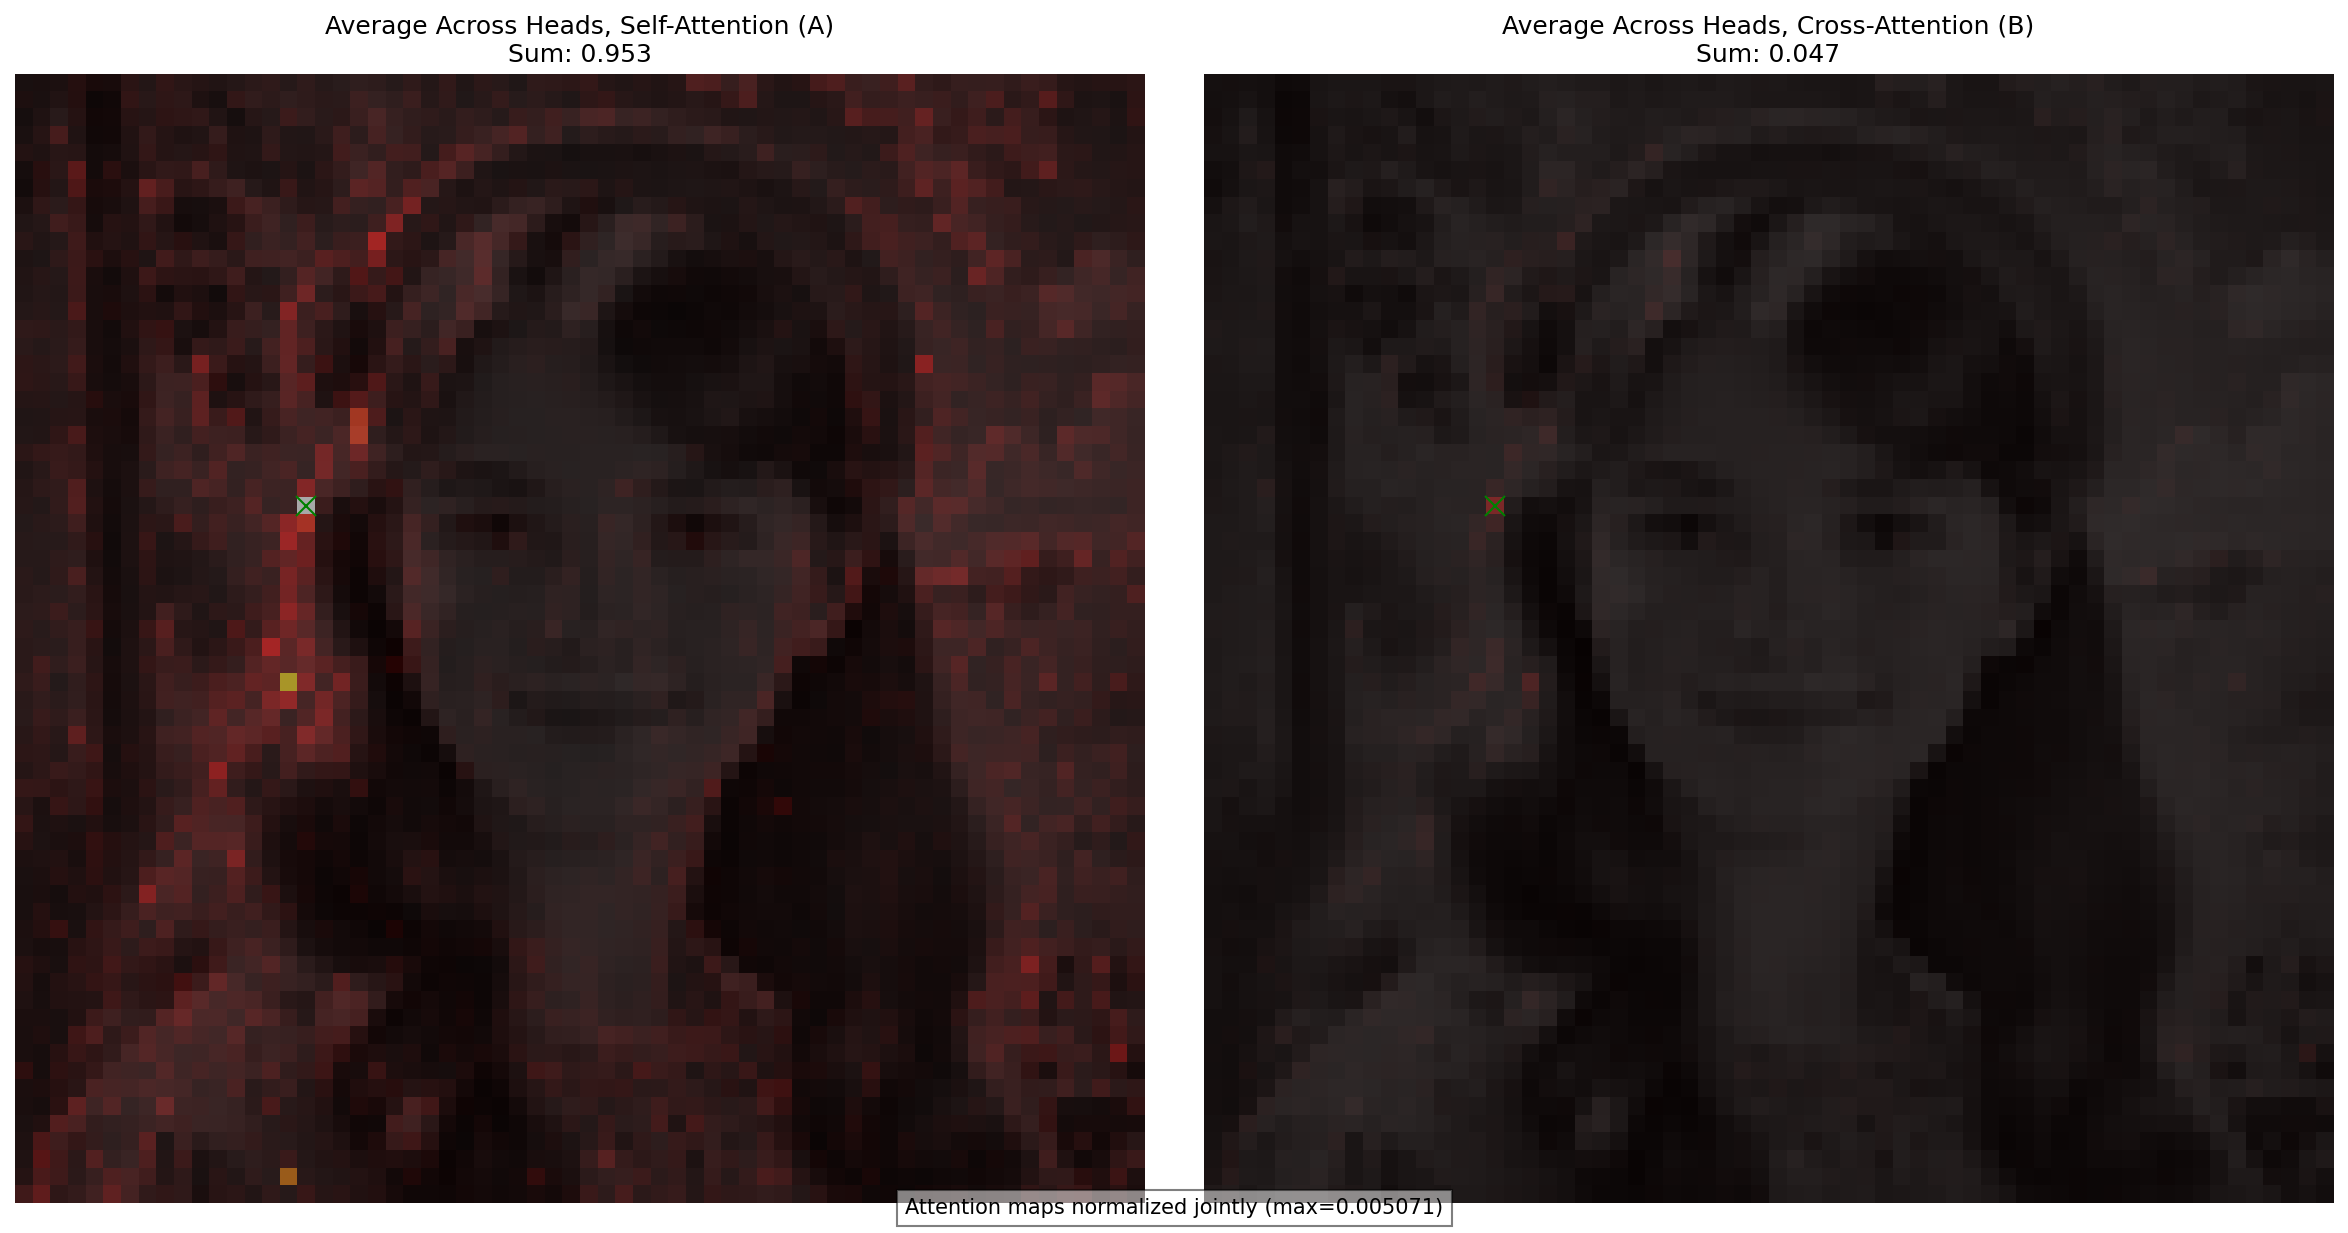 Average Across Heads, Self-Attention (A)
Sum: 0.953
Average Across Heads, Cross-Attention (B)
Sum: 0.047
Attention maps normalized jointly (max=0.005071)